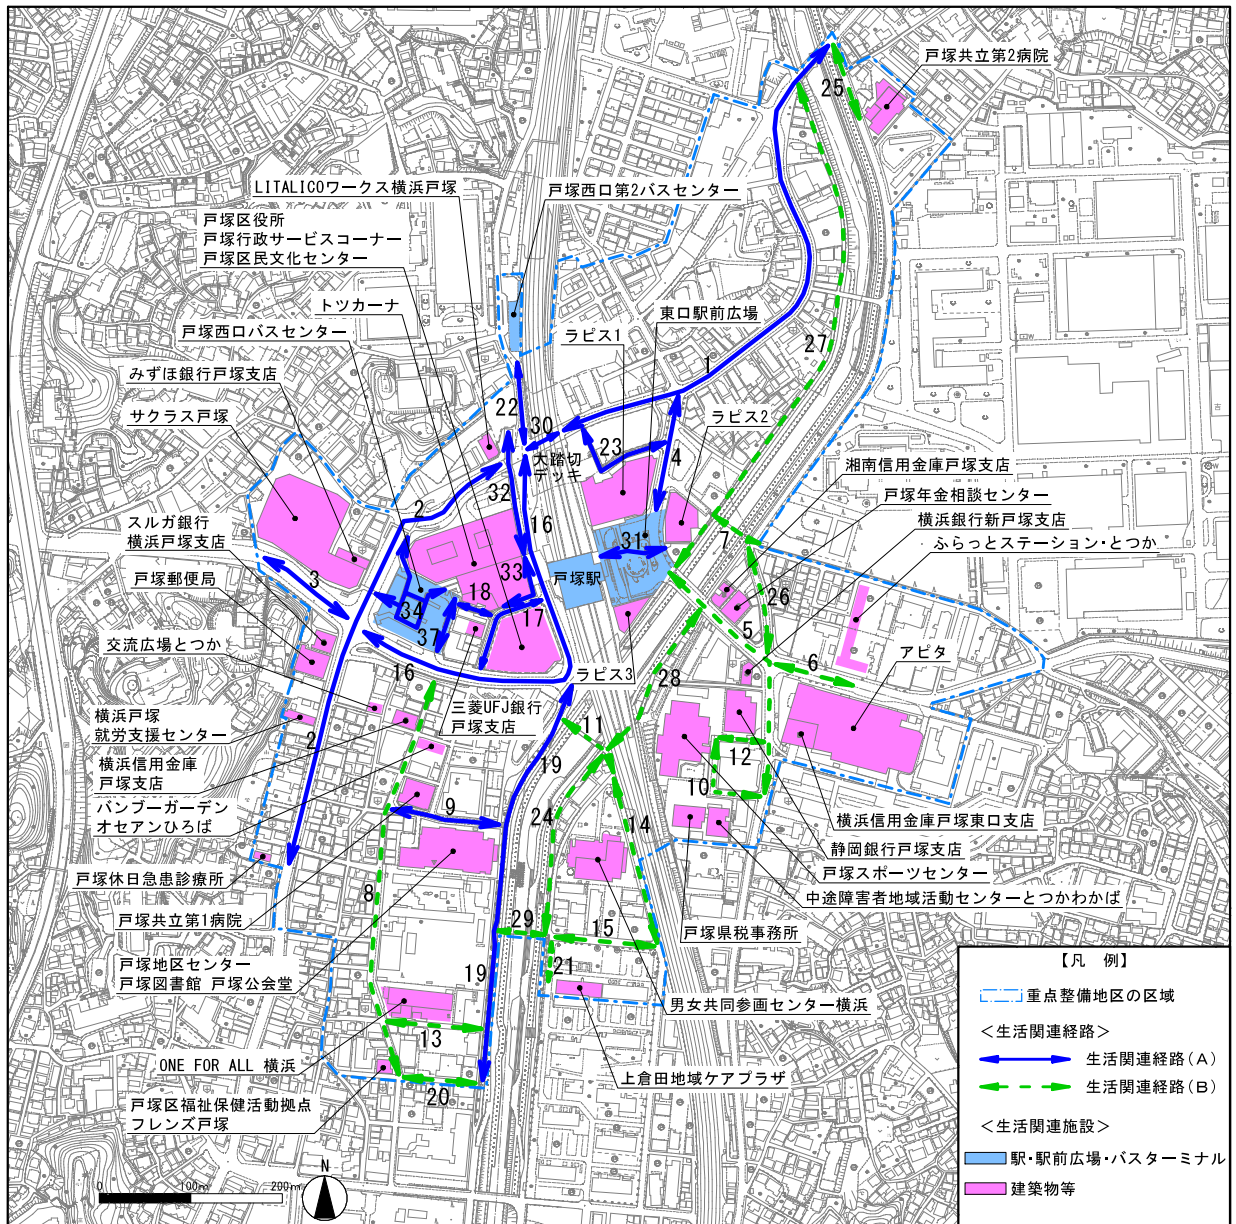 戸塚共立第2病院
25
LITALICOワークス横浜戸塚
戸塚西口第2バスセンター
戸塚区役所
戸塚行政サービスコーナー
戸塚区民文化センター
トツカーナ
戸塚西口バスセンター
みずほ銀行戸塚支店
サクラス戸塚
スルガ銀行
横浜戸塚支店
戸塚郵便局
交流広場とつか
横浜戸塚
就労支援センター
横浜信用金庫
戸塚支店
バンブーガーデン
オセアンひろば
戸塚休日急患診療所
戸塚共立第1病院
戸塚地区センター
戸塚図書館 戸塚公会堂
ONE FOR ALL 横浜
戸塚区福祉保健活動拠点
フレンズ戸塚
東口駅前広場
ラピス1
ラピス2
湘南信用金庫戸塚支店
戸塚年金相談センター
横浜銀行新戸塚支店
ふらっとステーション・とつか
アピタ
大踏切
デッキ
戸塚駅
ラピス3
三菱UFJ銀行
戸塚支店
横浜信用金庫戸塚東口支店
静岡銀行戸塚支店
戸塚スポーツセンター
中途障害者地域活動センターとつかわかば
戸塚県税事務所
男女共同参画センター横浜
上倉田地域ケアプラザ
1
27
22
30
23
4
2
32
16
31
7
3
33
18
34
37
17
26
5
6
16
28
2
11
12
19
10
9
24
14
8
29
15
19
21
13
20
0
100m
200m
N
【凡 例】
重点整備地区の区域
<生活関連経路>
生活関連経路(A)
生活関連経路(B)
<生活関連施設>
駅・駅前広場・バスターミナル
建築物等